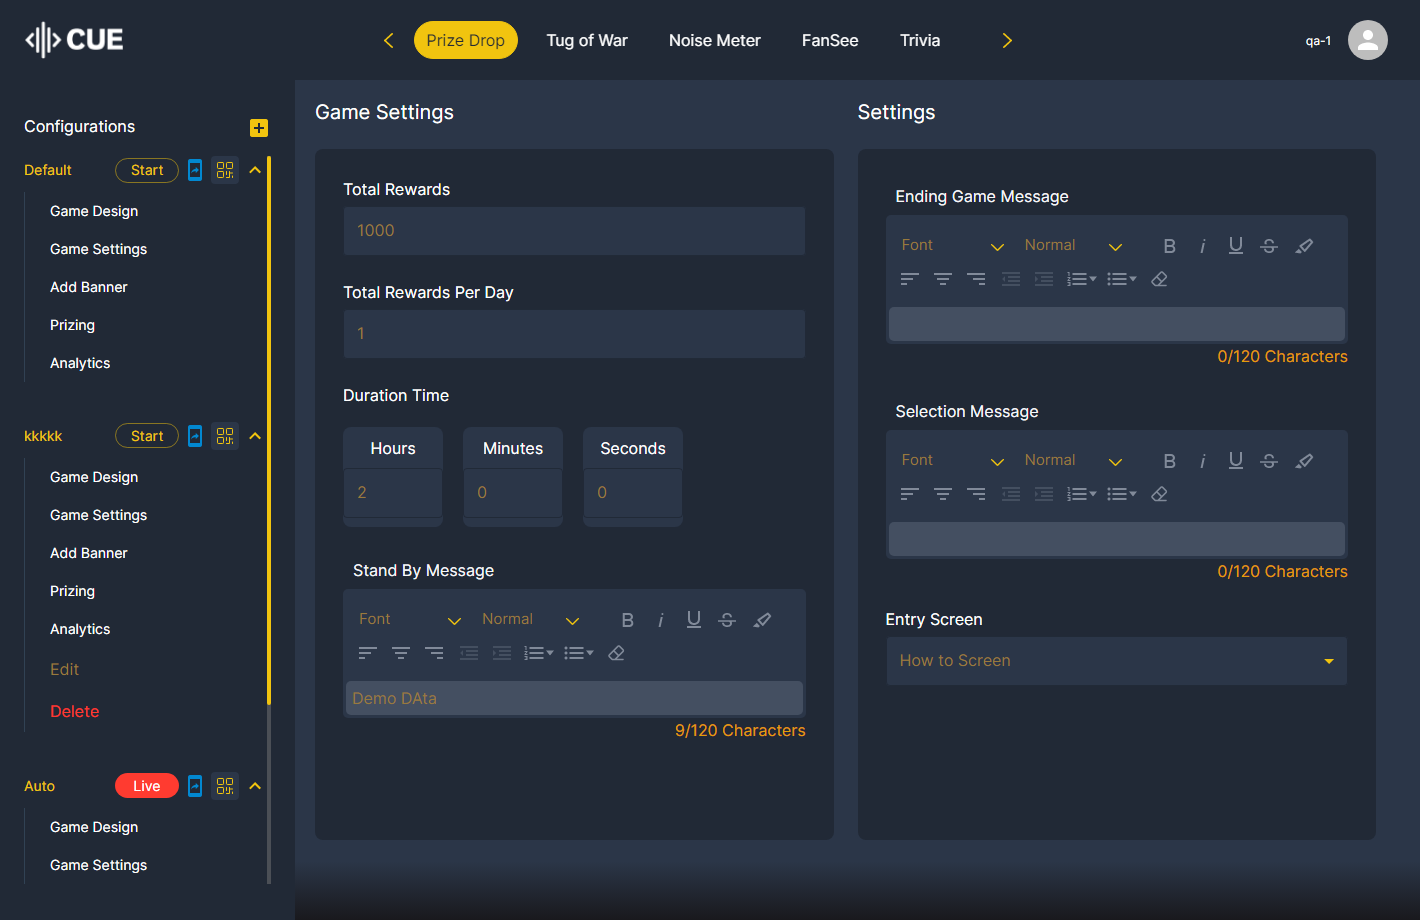 CUE
Prize Drop
Tug of War
Noise Meter
FanSee
Trivia
qa-1
Configurations
Default
Start
Game Design
Game Settings
Add Banner
Prizing
Analytics
kkkkk
Start
Game Design
Game Settings
Add Banner
Prizing
Analytics
Edit
Delete
Auto
Live
Game Design
Game Settings
Game Settings
Total Rewards
1000
Total Rewards Per Day
1
Duration Time
Hours
Minutes
Seconds
2
0
0
Stand By Message
Font
Normal
B
i
U
S
Demo DAta
9/120 Characters
Settings
Ending Game Message
Font
Normal
B
i
U
S
0/120 Characters
Selection Message
Font
Normal
B
i
U
S
0/120 Characters
Entry Screen
How to Screen